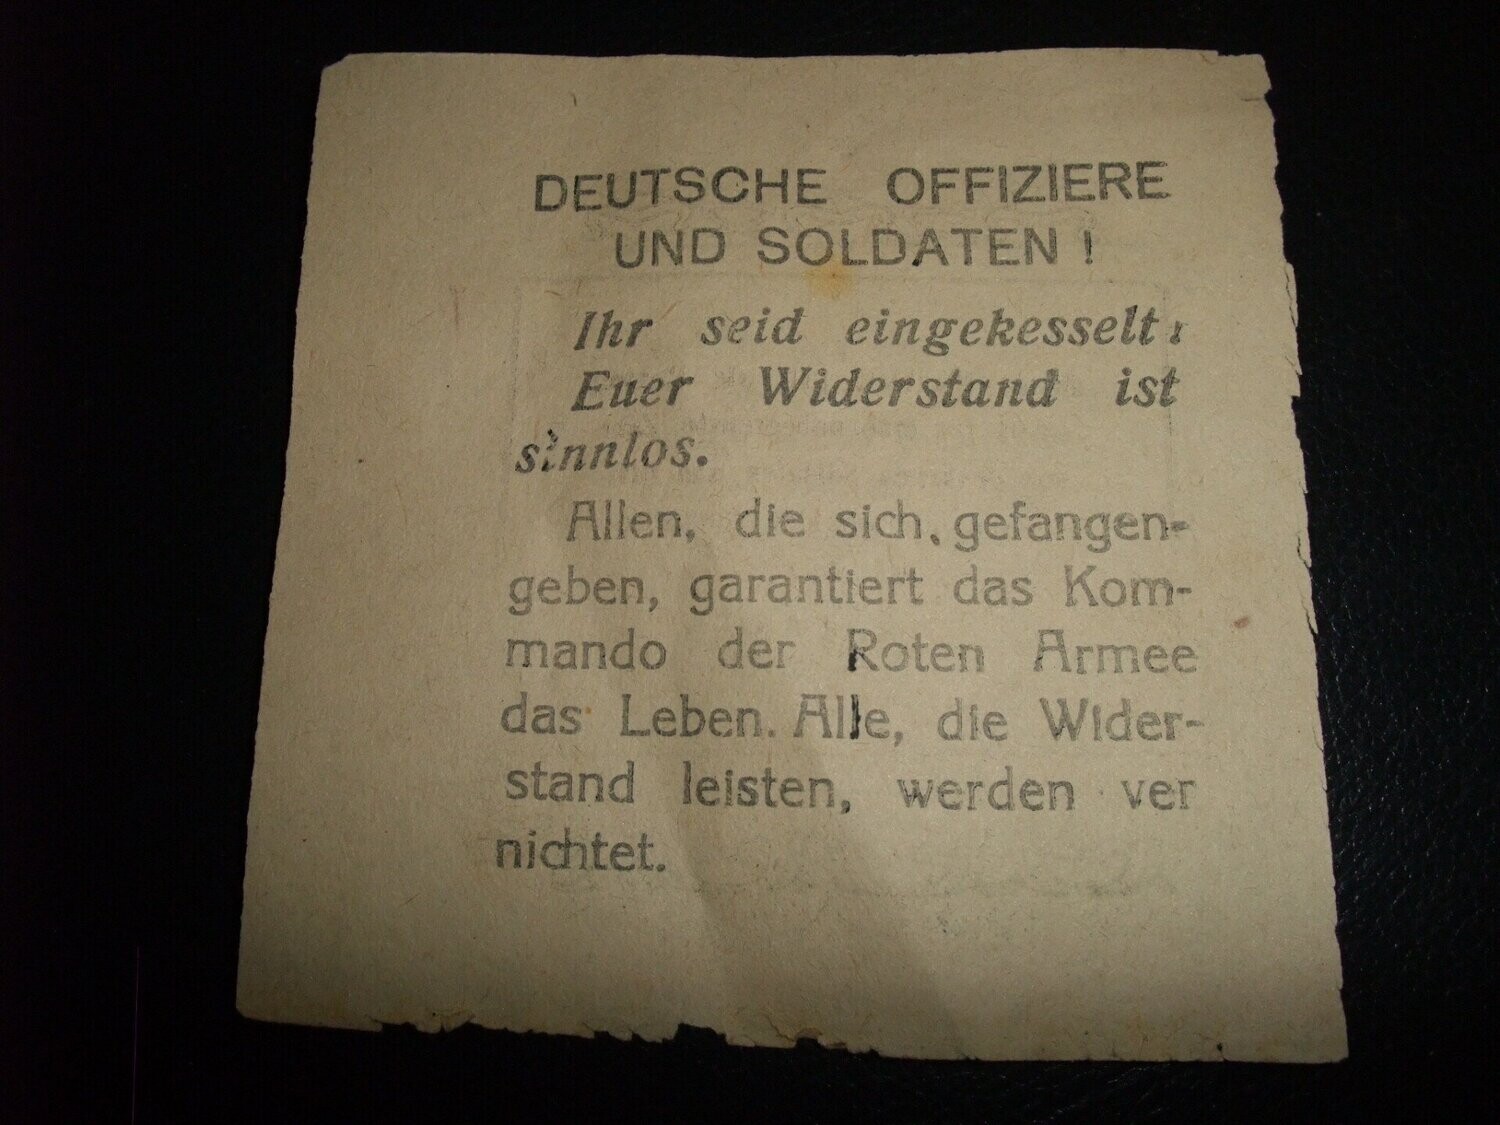 DEUTSCHE OFFIZIERE
UND SOLDATEN !
Ihr seid eingekesselt.
Euer Widerstand ist
sinnlos.
Allen, die sich gefangen-
geben, garantiert das Kom-
mando der Roten Armee
das Leben. Alle, die Wider-
stand leisten, werden ver
nichtet.